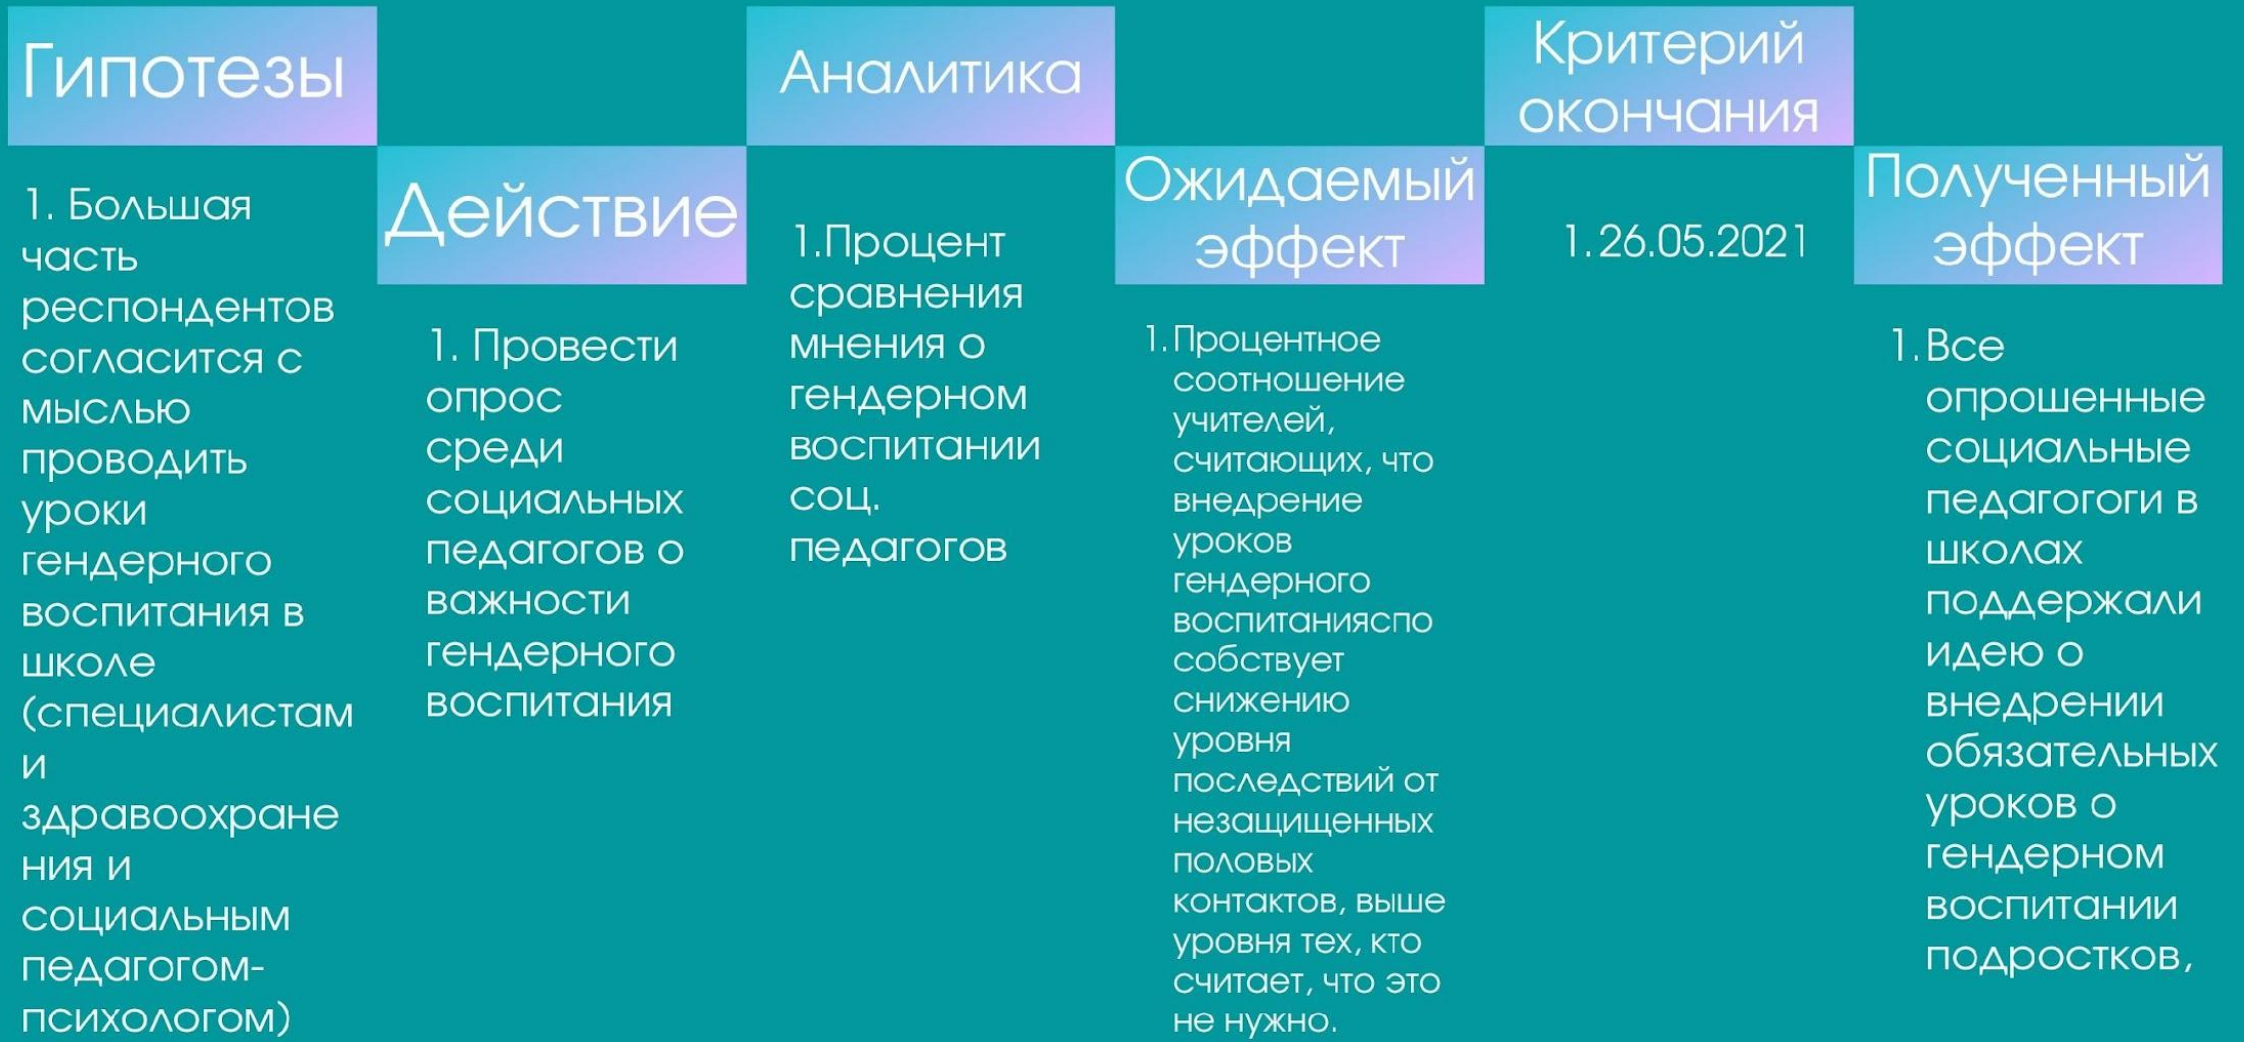 Гипотезы
1. Большая
часть
респондентов
согласится с
мыслью
проводить
уроки
гендерного
воспитания в
школе
(специалистам
и
здравоохране
ния и
социальным
педагогом-
психологом)
Действие
1. Провести
опрос
среди
социальных
педагогов о
важности
гендерного
воспитания
Аналитика
1.Процент
сравнения
мнения о
гендерном
воспитании
соц.
педагогов
Ожидаемый
эффект
1. Процентное
соотношение
учителей,
считающих, что
внедрение
уроков
гендерного
воспитанияспо
собствует
снижению
уровня
последствий от
незащищенных
половых
контактов, выше
уровня тех, кто
считает, что это
не нужно.
Критерий
окончания
1. 26.05.2021
Полученный
эффект
1. Все
опрошенные
социальные
педагогоги в
школах
поддержали
идею о
внедрении
обязательных
уроков о
гендерном
воспитании
подростков,